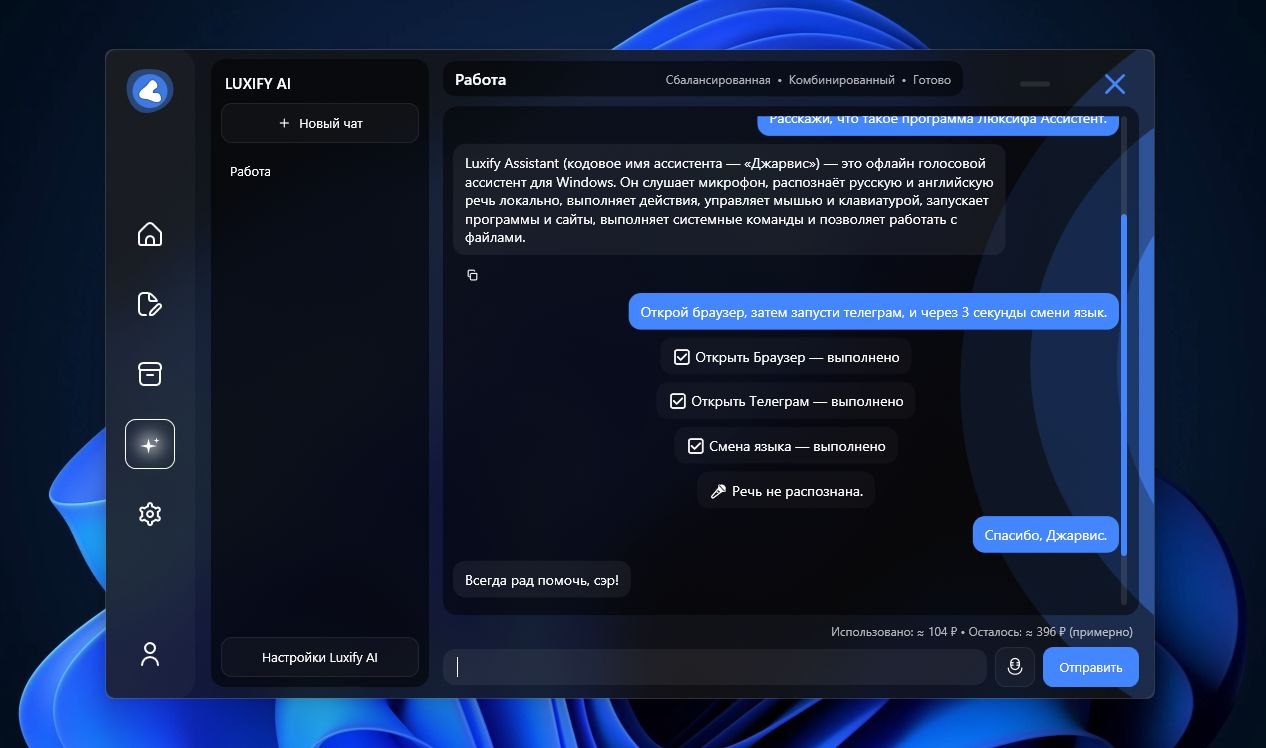 LUXIFY AI
+ Новый чат
Работа
Настройки Luxify AI
Работа
Сбалансированная • Комбинированный • Готово
Расскажи, что такое программа Люксифа Ассистент.
Luxify Assistant (кодовое имя ассистента — «Джарвис») — это офлайн голосовой
ассистент для Windows. Он слушает микрофон, распознаёт русскую и английскую
речь локально, выполняет действия, управляет мышью и клавиатурой, запускает
программы и сайты, выполняет системные команды и позволяет работать с
файлами.
Открой браузер, затем запусти телеграм, и через 3 секунды смени язык.
Открыть Браузер — выполнено
Открыть Телеграм — выполнено
Смена языка — выполнено
Речь не распознана.
Спасибо, Джарвис.
Всегда рад помочь, сэр!
Использовано: ≈ 104 ₽ • Осталось: ≈ 396 ₽ (примерно)
Отправить